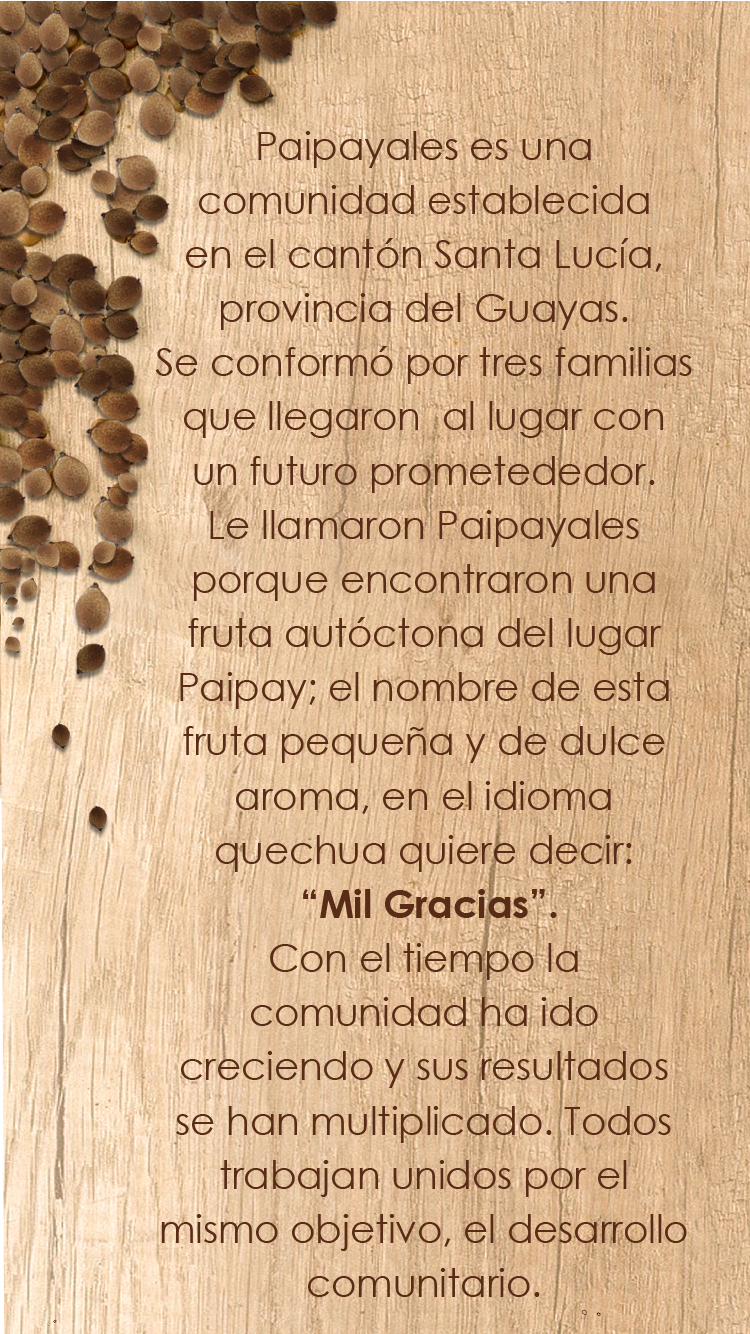 Paipayales es una
comunidad establecida
en el cantón Santa Lucía,
provincia del Guayas.
Se conformó por tres familias
que llegaron al lugar con
un futuro prometededor.
Le llamaron Paipayales
porque encontraron una
fruta autóctona del lugar
Paipay; el nombre de esta
fruta pequeña y de dulce
aroma, en el idioma
quechua quiere decir:
“Mil Gracias”.
Con el tiempo la
comunidad ha ido
creciendo y sus resultados
se han multiplicado. Todos
trabajan unidos por el
mismo objetivo, el desarrollo
comunitario.